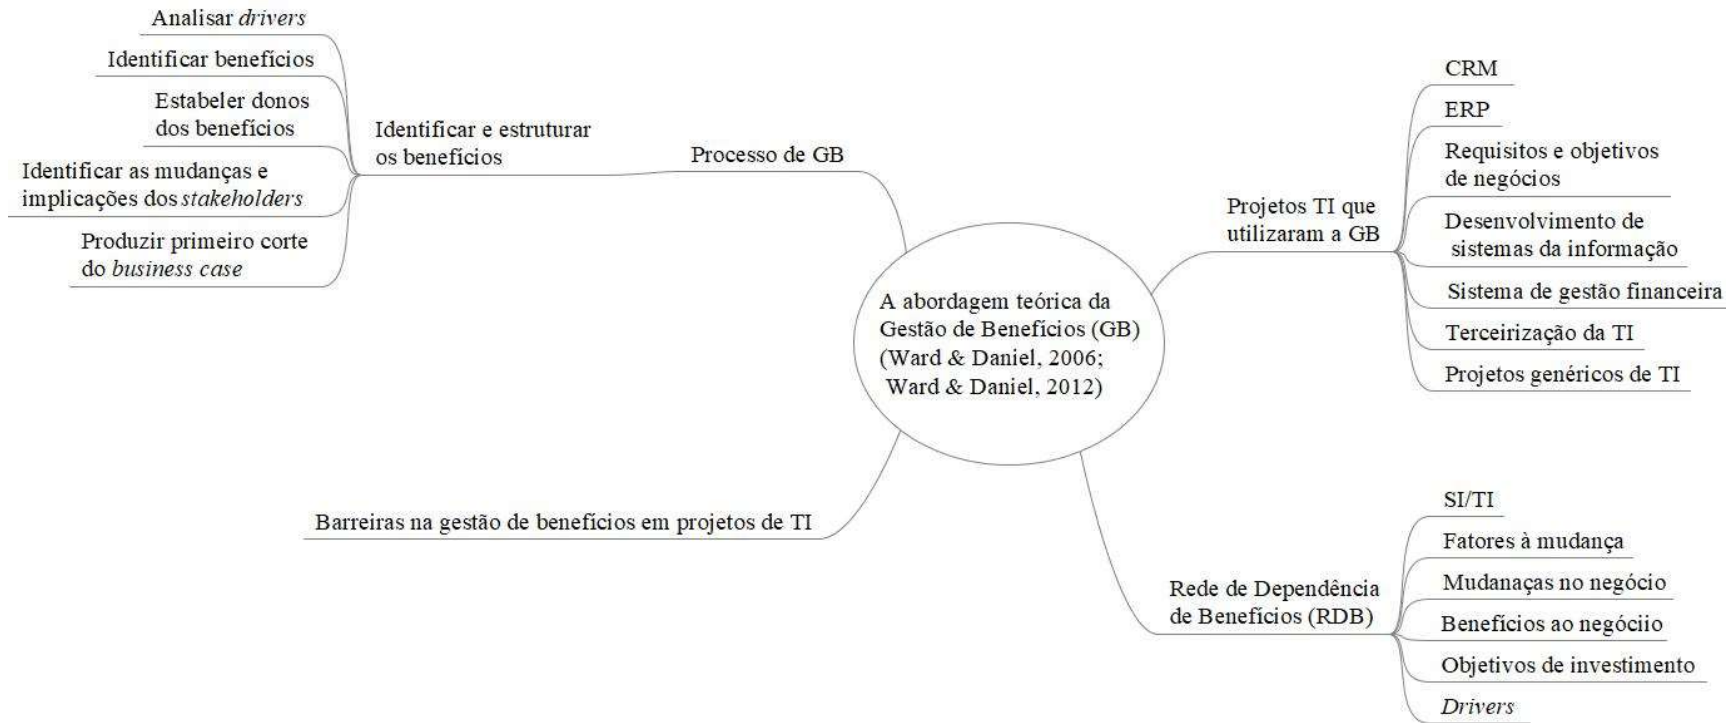 Analisar drivers
Identificar benefícios
Estabeler donos
dos benefícios
Identificar as mudanças e
implicações dos stakeholders
Produzir primeiro corte
do business case
Identificar e estruturar
os benefícios
Processo de GB
Barreiras na gestão de benefícios em projetos de TI
A abordagem teórica da
Gestão de Benefícios (GB)
(Ward & Daniel, 2006;
Ward & Daniel, 2012)
Projetos TI que
utilizaram a GB
CRM
ERP
Requisitos e objetivos
de negócios
Desenvolvimento de
sistemas da informação
Sistema de gestão financeira
Terceirização da TI
Projetos genéricos de TI
Rede de Dependência
de Benefícios (RDB)
SI/TI
Fatores à mudança
Mudanaças no negócio
Benefícios ao negóciio
Objetivos de investimento
Drivers